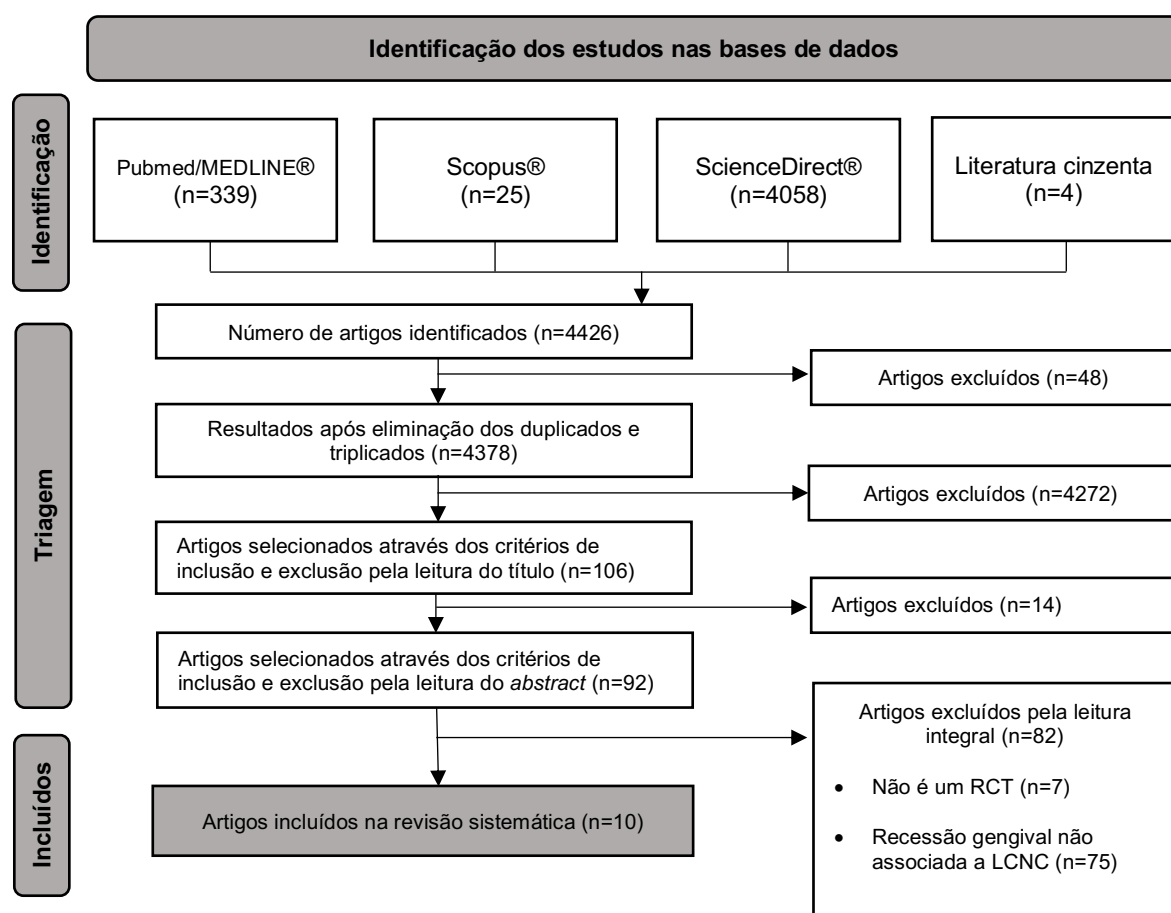 Identificação dos estudos nas bases de dados
Identificação
Pubmed/MEDLINE®
(n=339)
Scopus®
(n=25)
ScienceDirect®
(n=4058)
Literatura cinzenta
(n=4)
Triagem
Número de artigos identificados (n=4426)
Artigos excluídos (n=48)
Resultados após eliminação dos duplicados e
triplicados (n=4378)
Artigos excluídos (n=4272)
Artigos selecionados através dos critérios de
inclusão e exclusão pela leitura do título (n=106)
Artigos excluídos (n=14)
Artigos selecionados através dos critérios de
inclusão e exclusão pela leitura do abstract (n=92)
Artigos excluídos pela leitura
integral (n=82)
• Não é um RCT (n=7)
• Recessão gengival não
associada a LCNC (n=75)
Incluídos
Artigos incluídos na revisão sistemática (n=10)